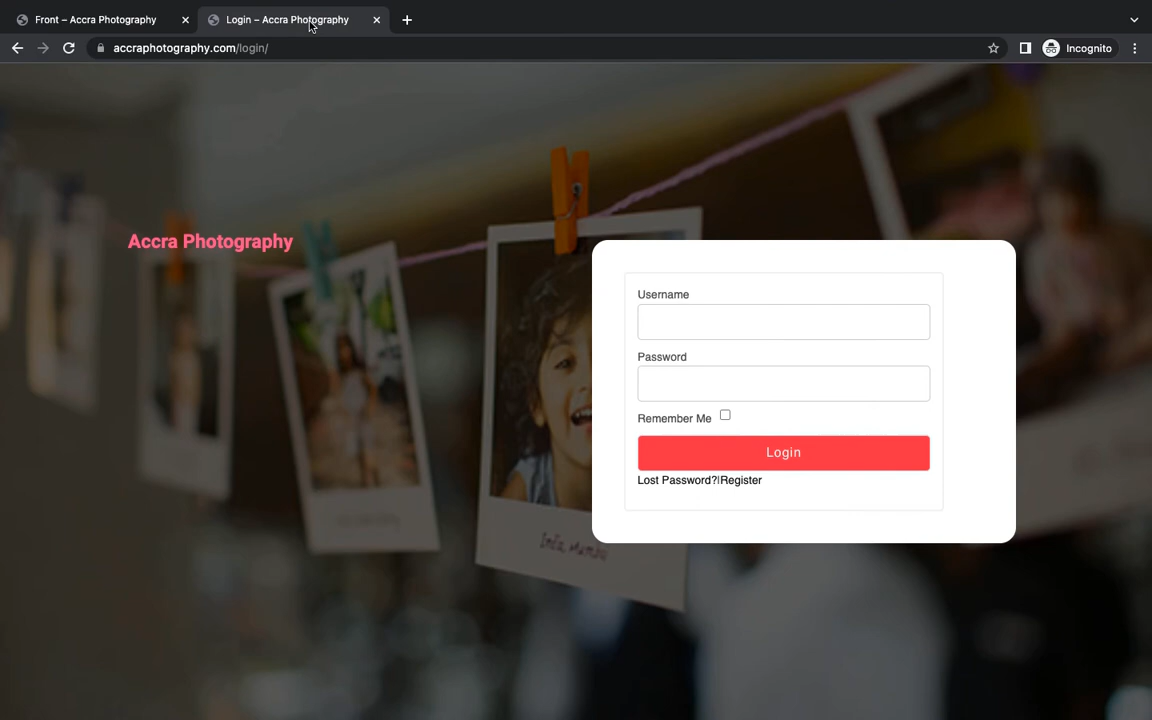 Front – Accra Photography
Login – Accra Photography
accraphotography.com/login/
Incognito
Accra Photography
Username
Password
Remember Me
Login
Lost Password?|Register